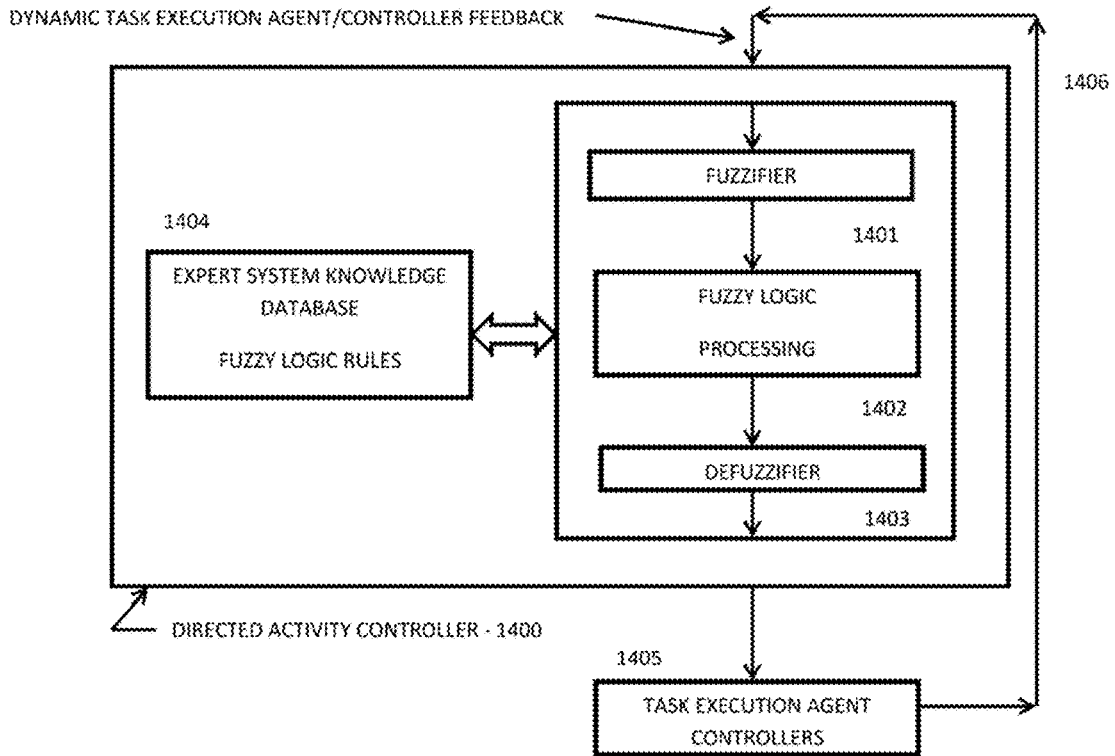 DYNAMIC TASK EXECUTION AGENT/CONTROLLER FEEDBACK
1406
FUZZIFIER
1404
1401
EXPERT SYSTEM KNOWLEDGE
DATABASE
FUZZY LOGIC RULES
FUZZY LOGIC
PROCESSING
1402
DEFUZZIFIER
1403
DIRECTED ACTIVITY CONTROLLER - 1400
1405
TASK EXECUTION AGENT
CONTROLLERS